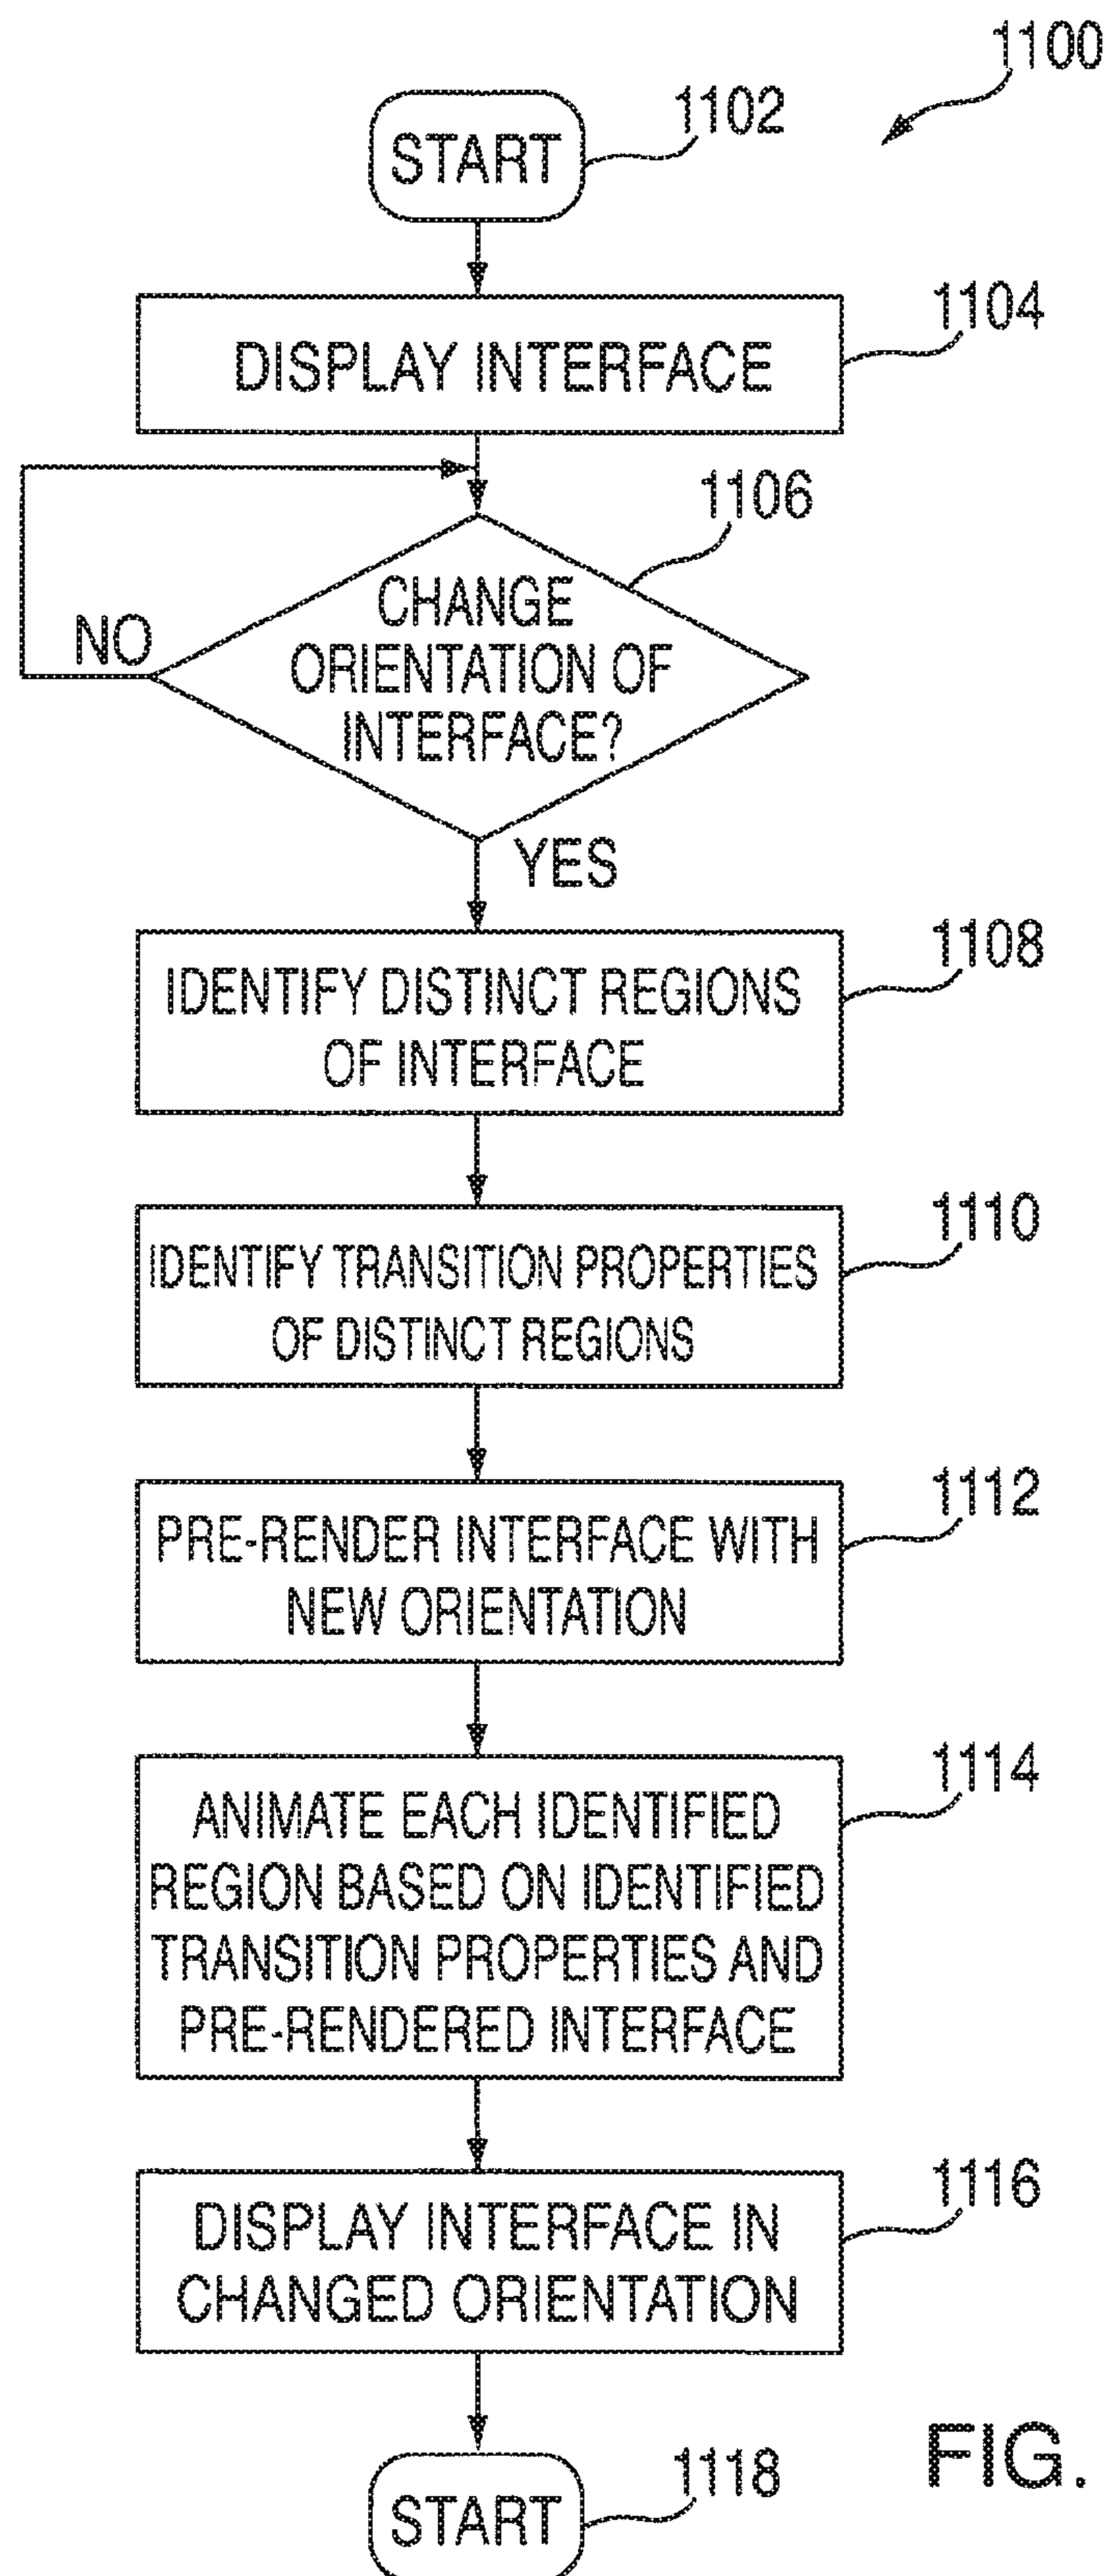 1100
1102
START
1104
DISPLAY INTERFACE
1106
CHANGE
ORIENTATION OF
INTERFACE?
NO
YES
1108
IDENTIFY DISTINCT REGIONS
OF INTERFACE
1110
IDENTIFY TRANSITION PROPERTIES
OF DISTINCT REGIONS
1112
PRE-RENDER INTERFACE WITH
NEW ORIENTATION
1114
ANIMATE EACH IDENTIFIED
REGION BASED ON IDENTIFIED
TRANSITION PROPERTIES AND
PRE-RENDERED INTERFACE
1116
DISPLAY INTERFACE IN
CHANGED ORIENTATION
FIG.
1118
START